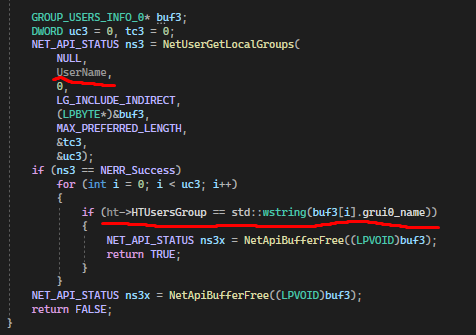 GROUP_USERS_INFO_0* buf3;
DWORD uc3 = 0, tc3 = 0;
NET_API_STATUS ns3 = NetUserGetLocalGroups(
NULL,
UserName,
0,
LG_INCLUDE_INDIRECT,
(LPBYTE*)&buf3,
MAX_PREFERRED_LENGTH,
&tc3,
&uc3);
if (ns3 == NERR_Success)
for (int i = 0; i < uc3; i++)
{
if (ht->HTUsersGroup == std::wstring(buf3[i].grui0_name))
{
NET_API_STATUS ns3x = NetApiBufferFree((LPVOID)buf3);
return TRUE;
}
}
NET_API_STATUS ns3x = NetApiBufferFree((LPVOID)buf3);
return FALSE;
}